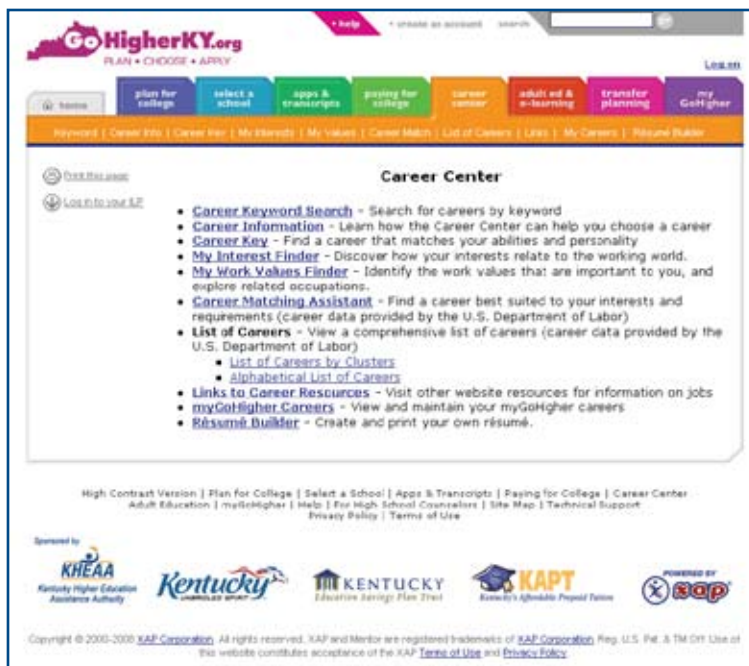 • help
• create an account
search
GoHigherKY.org
PLAN • CHOOSE • APPLY
Log on
home
plan for college
select a school
apps & transcripts
paying for college
career center
adult ed & e-learning
transfer planning
my GoHigher
Keyword | Career Info | Career Key | My Interests | My Values | Career Match | List of Careers | Links | My Careers | Résumé Builder
Print this page
Log in to your ILP
Career Center
• Career Keyword Search - Search for careers by keyword
• Career Information - Learn how the Career Center can help you choose a career
• Career Key - Find a career that matches your abilities and personality
• My Interest Finder - Discover how your interests relate to the working world.
• My Work Values Finder - Identify the work values that are important to you, and
explore related occupations.
• Career Matching Assistant - Find a career best suited to your interests and
requirements (career data provided by the U.S. Department of Labor)
• List of Careers - View a comprehensive list of careers (career data provided by the
U.S. Department of Labor)
• List of Careers by Clusters
• Alphabetical List of Careers
• Links to Career Resources - Visit other website resources for information on jobs
• myGoHigher Careers - View and maintain your myGoHigher careers
• Résumé Builder - Create and print your own résumé.
High Contrast Version | Plan for College | Select a School | Apps & Transcripts | Paying for College | Career Center
Adult Education | myGoHigher | Help | For High School Counselors | Site Map | Technical Support
Privacy Policy | Terms of Use
Sponsored by
KHEAA
Kentucky Higher Education
Assistance Authority
Kentucky
UNBRIDLED SPIRIT
KENTUCKY
Education Savings Plan Trust
KAPT
Kentucky's Affordable Prepaid Tuition
POWERED BY
xap
Copyright © 2000-2008 XAP Corporation. All rights reserved. XAP and Mentor are registered trademarks of XAP Corporation, Reg. U.S. Pat. & TM Off. Use of
this website constitutes acceptance of the XAP Terms of Use and Privacy Policy.